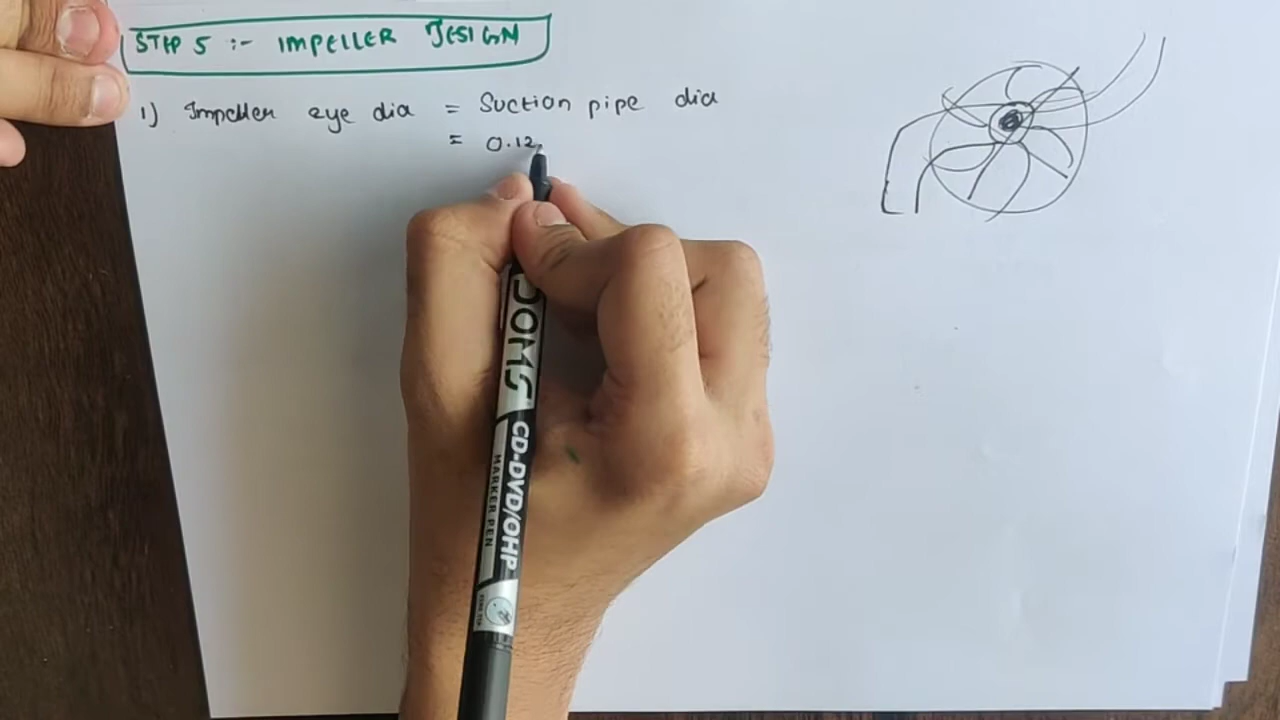 STEP 5 :- IMPELLER DESIGN
1) Impeller eye dia = Suction pipe dia
= 0.12
DOMS CD-DVD/OHP
MARKER PEN